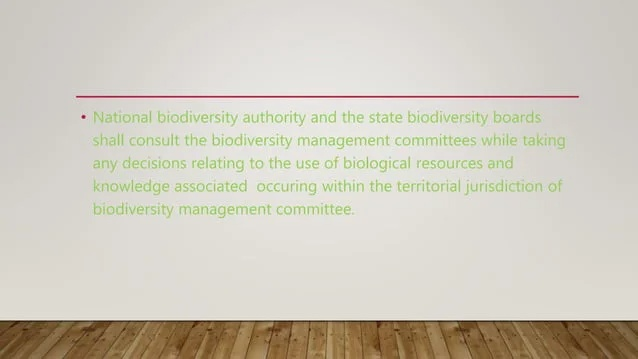 • National biodiversity authority and the state biodiversity boards
shall consult the biodiversity management committees while taking
any decisions relating to the use of biological resources and
knowledge associated  occuring within the territorial jurisdiction of
biodiversity management committee.